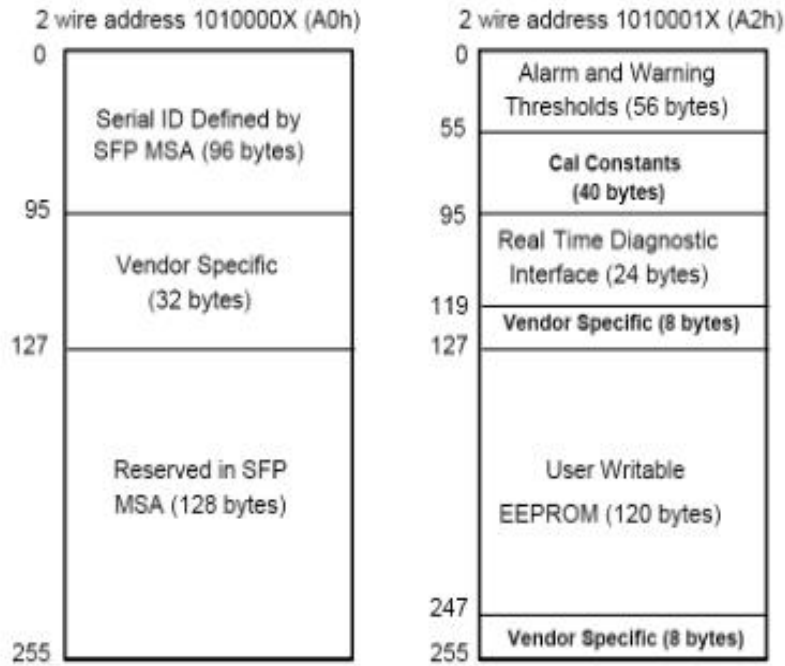 2 wire address 1010000X (A0h)
0
Serial ID Defined by
SFP MSA (96 bytes)
95
Vendor Specific
(32 bytes)
127
Reserved in SFP
MSA (128 bytes)
255
2 wire address 1010001X (A2h)
0
Alarm and Warning
Thresholds (56 bytes)
55
Cal Constants
(40 bytes)
95
Real Time Diagnostic
Interface (24 bytes)
119
Vendor Specific (8 bytes)
127
User Writable
EEPROM (120 bytes)
247
Vendor Specific (8 bytes)
255